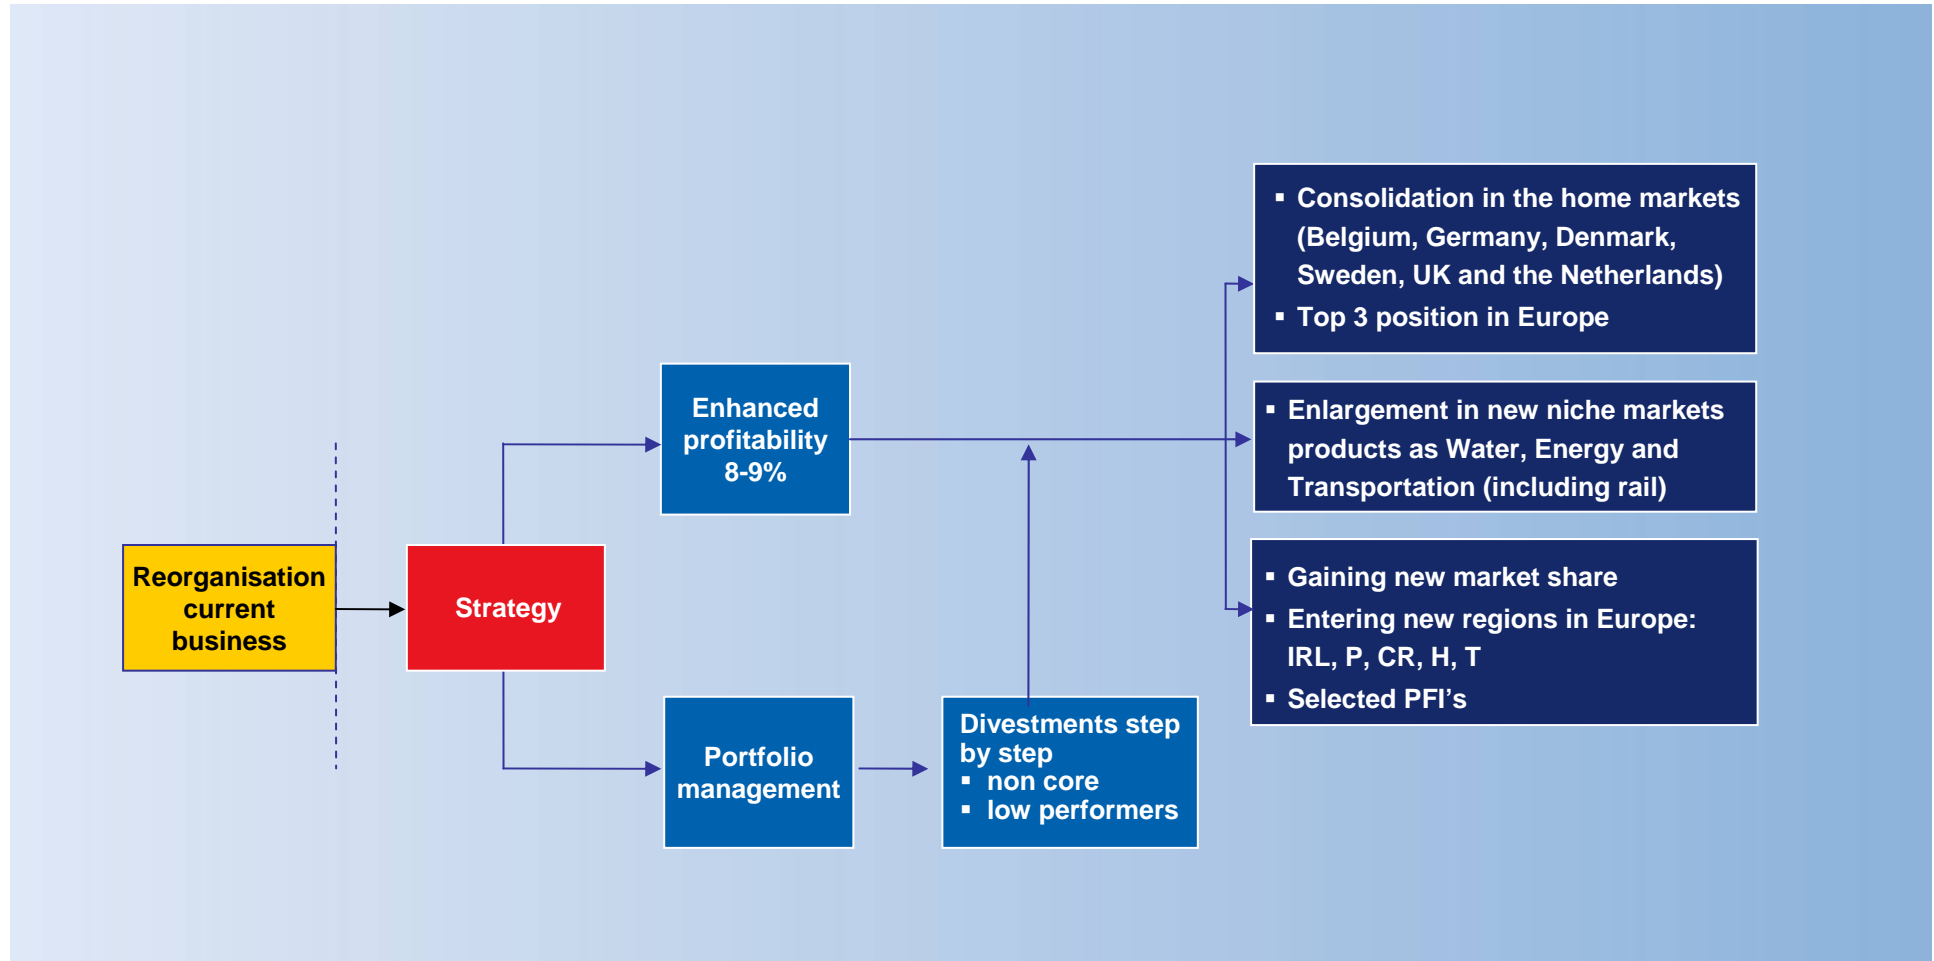 Reorganisation
current
business
Strategy
Enhanced
profitability
8-9%
Portfolio
management
Divestments step
by step
▪ non core
▪ low performers
▪ Consolidation in the home markets
(Belgium, Germany, Denmark,
Sweden, UK and the Netherlands)
▪ Top 3 position in Europe
▪ Enlargement in new niche markets
products as Water, Energy and
Transportation (including rail)
▪ Gaining new market share
▪ Entering new regions in Europe:
IRL, P, CR, H, T
▪ Selected PFI’s